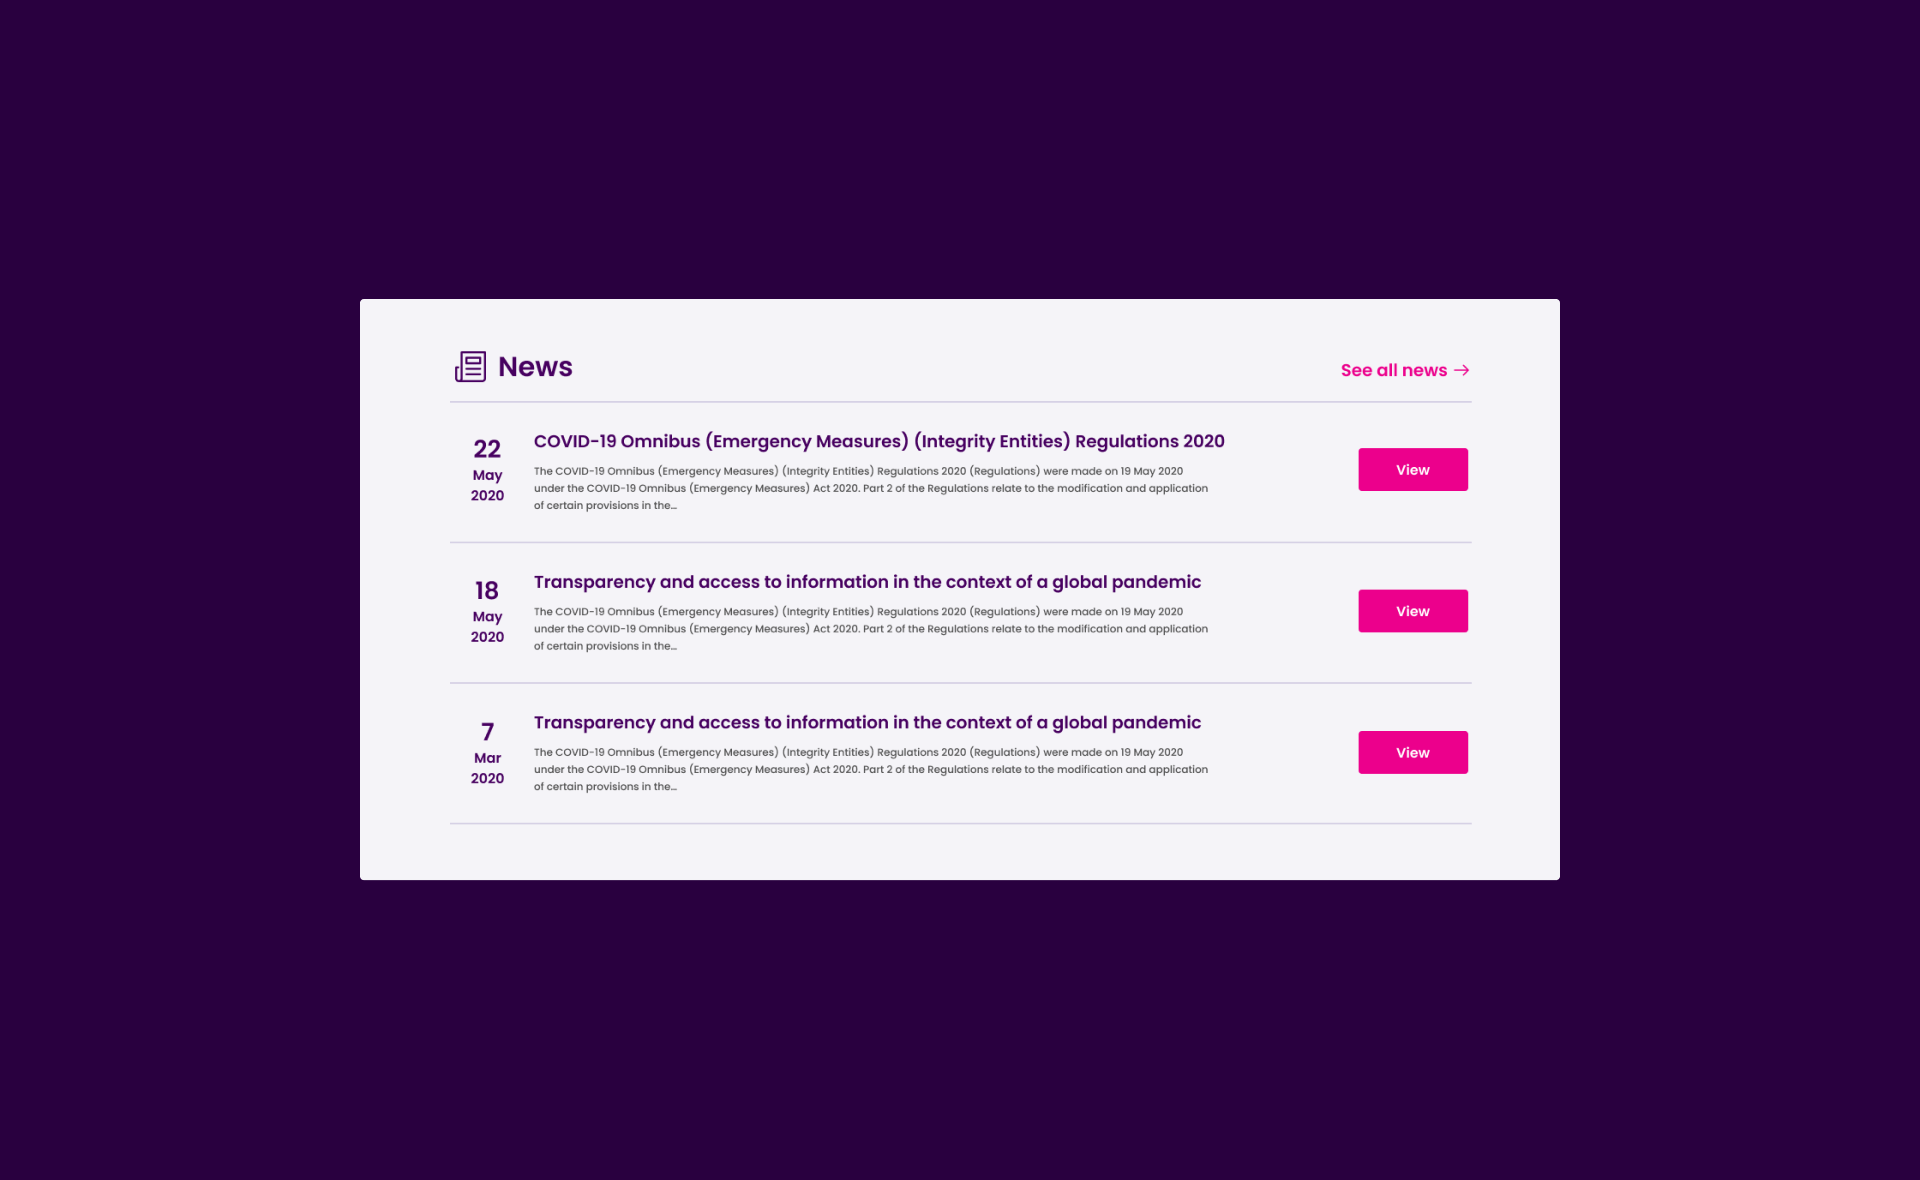 News
See all news →
22
May
2020
COVID-19 Omnibus (Emergency Measures) (Integrity Entities) Regulations 2020
The COVID-19 Omnibus (Emergency Measures) (Integrity Entities) Regulations 2020 (Regulations) were made on 19 May 2020
under the COVID-19 Omnibus (Emergency Measures) Act 2020. Part 2 of the Regulations relate to the modification and application
of certain provisions in the...
View
18
May
2020
Transparency and access to information in the context of a global pandemic
The COVID-19 Omnibus (Emergency Measures) (Integrity Entities) Regulations 2020 (Regulations) were made on 19 May 2020
under the COVID-19 Omnibus (Emergency Measures) Act 2020. Part 2 of the Regulations relate to the modification and application
of certain provisions in the...
View
7
Mar
2020
Transparency and access to information in the context of a global pandemic
The COVID-19 Omnibus (Emergency Measures) (Integrity Entities) Regulations 2020 (Regulations) were made on 19 May 2020
under the COVID-19 Omnibus (Emergency Measures) Act 2020. Part 2 of the Regulations relate to the modification and application
of certain provisions in the...
View